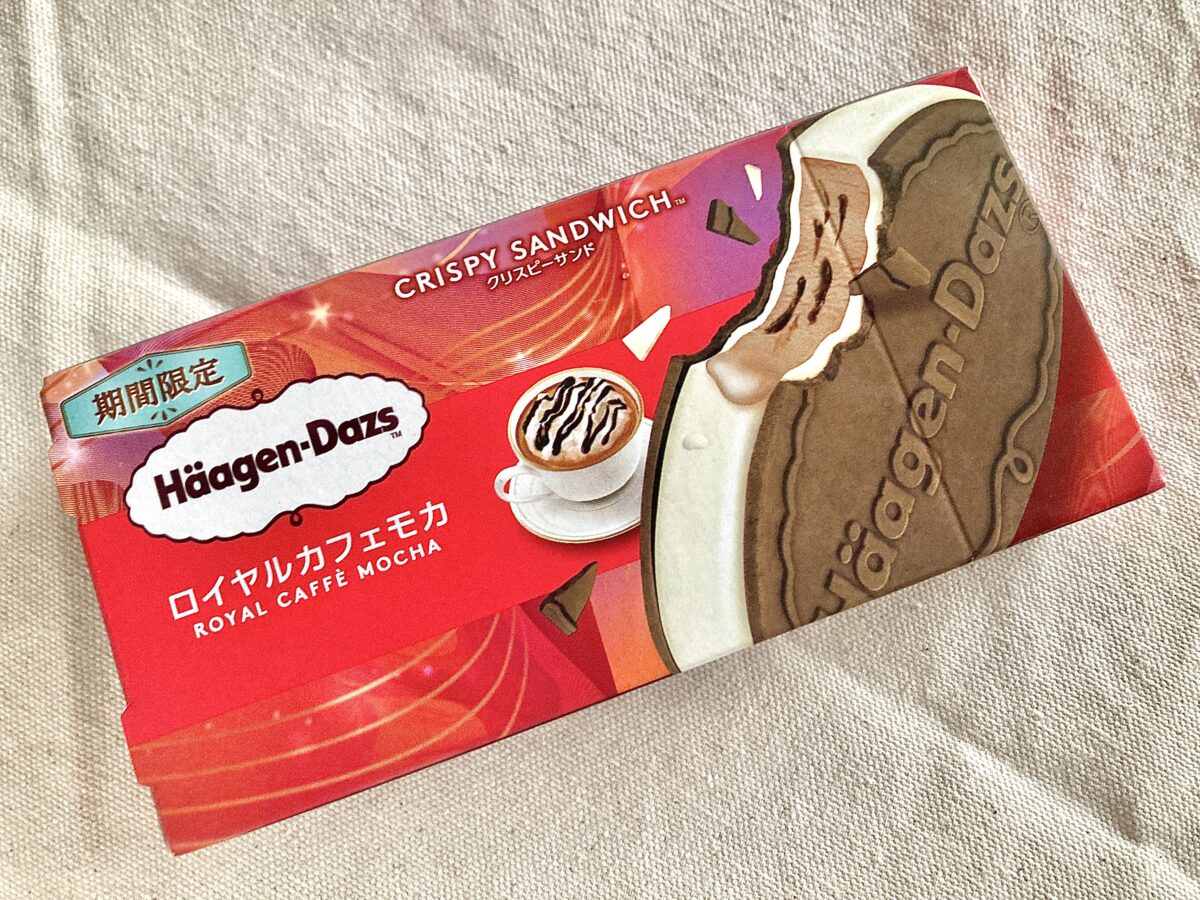 CRISPY SANDWICH™
クリスピーサンド
期間限定
Häagen-Dazs™
ロイヤルカフェモカ
ROYAL CAFFÈ MOCHA
Häagen-Dazs®